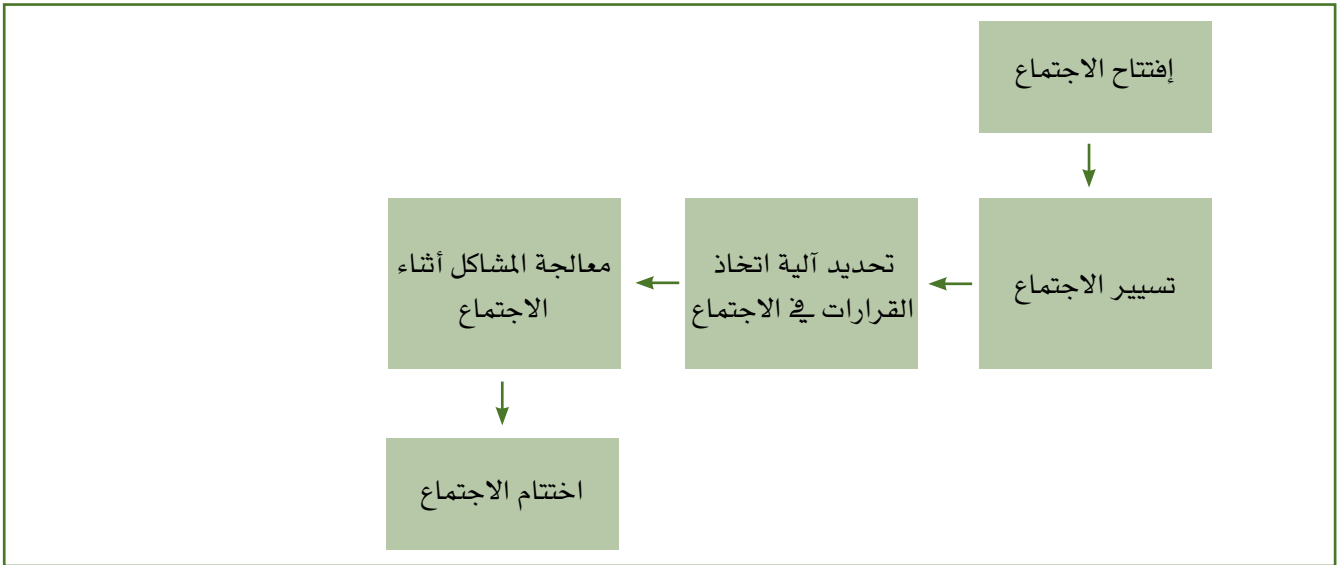 إفتتاح الاجتماع
تسيير الاجتماع
تحديد آلية اتخاذ
القرارات في الاجتماع
معالجة المشاكل أثناء
الاجتماع
اختتام الاجتماع